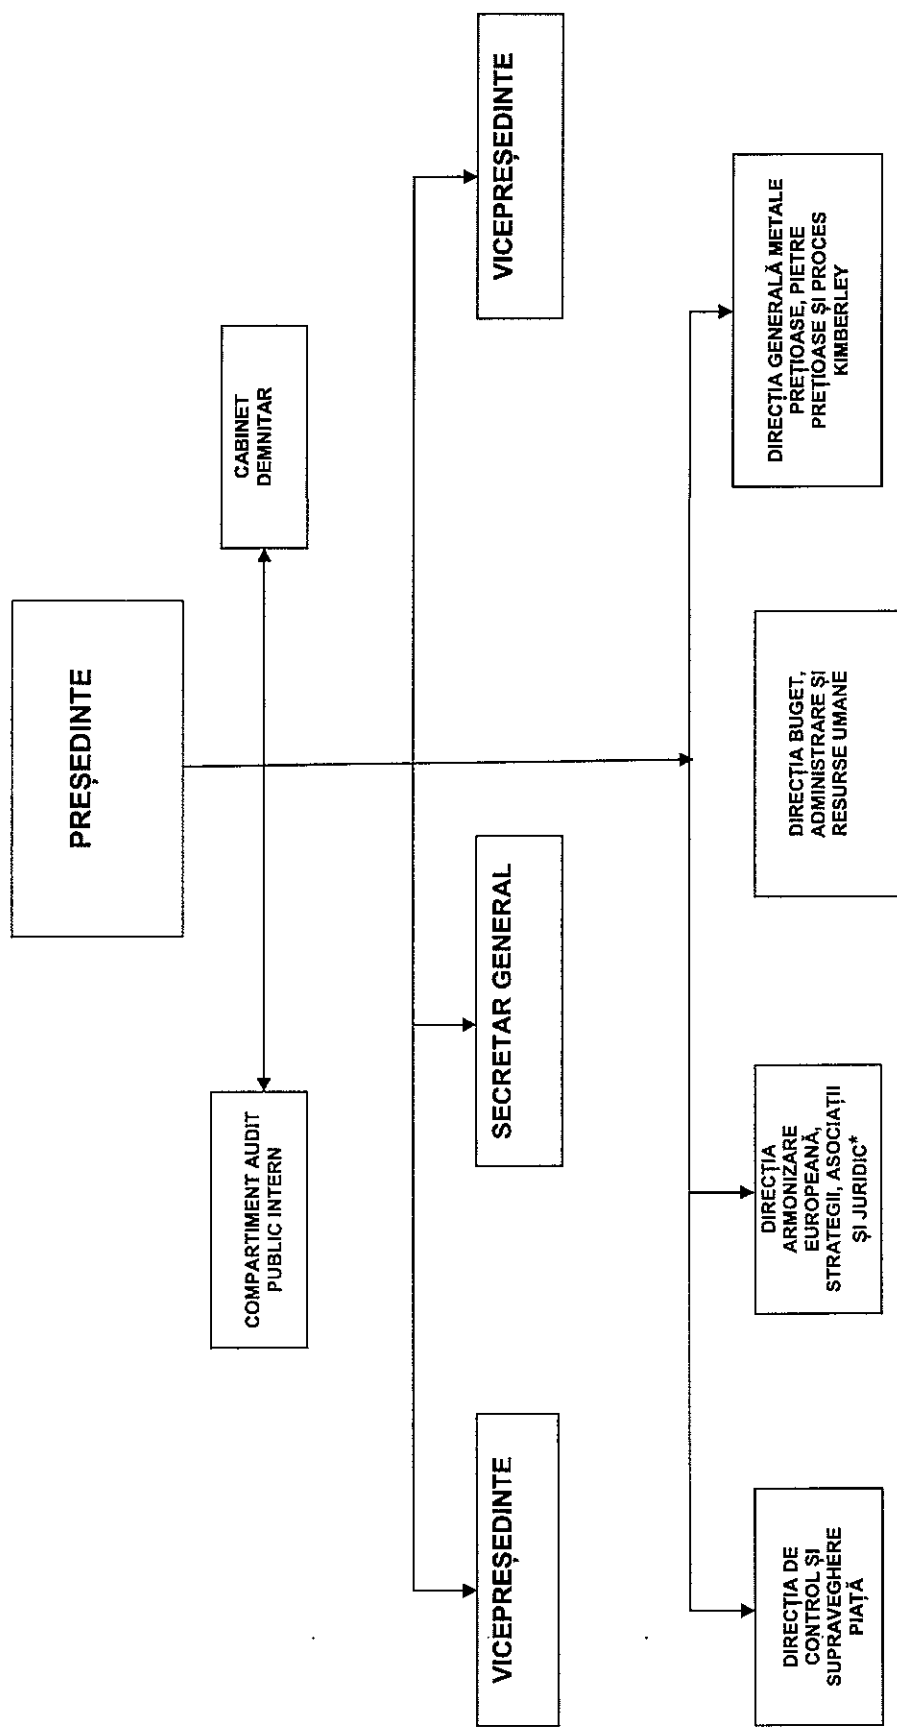 PREȘEDINTE
COMPARTIMENT AUDIT
PUBLIC INTERN
CABINET
DEMNITAR
VICEPREȘEDINTE
SECRETAR GENERAL
VICEPREȘEDINTE
DIRECȚIA DE
CONTROL ȘI
SUPRAVEGHERE
PIAȚĂ
DIRECȚIA
ARMONIZARE
EUROPEANĂ,
STRATEGII, ASOCIAȚII
ȘI JURIDIC*
DIRECȚIA BUGET,
ADMINISTRARE ȘI
RESURSE UMANE
DIRECȚIA GENERALĂ METALE
PREȚIOASE, PIETRE
PREȚIOASE ȘI PROCES
KIMBERLEY